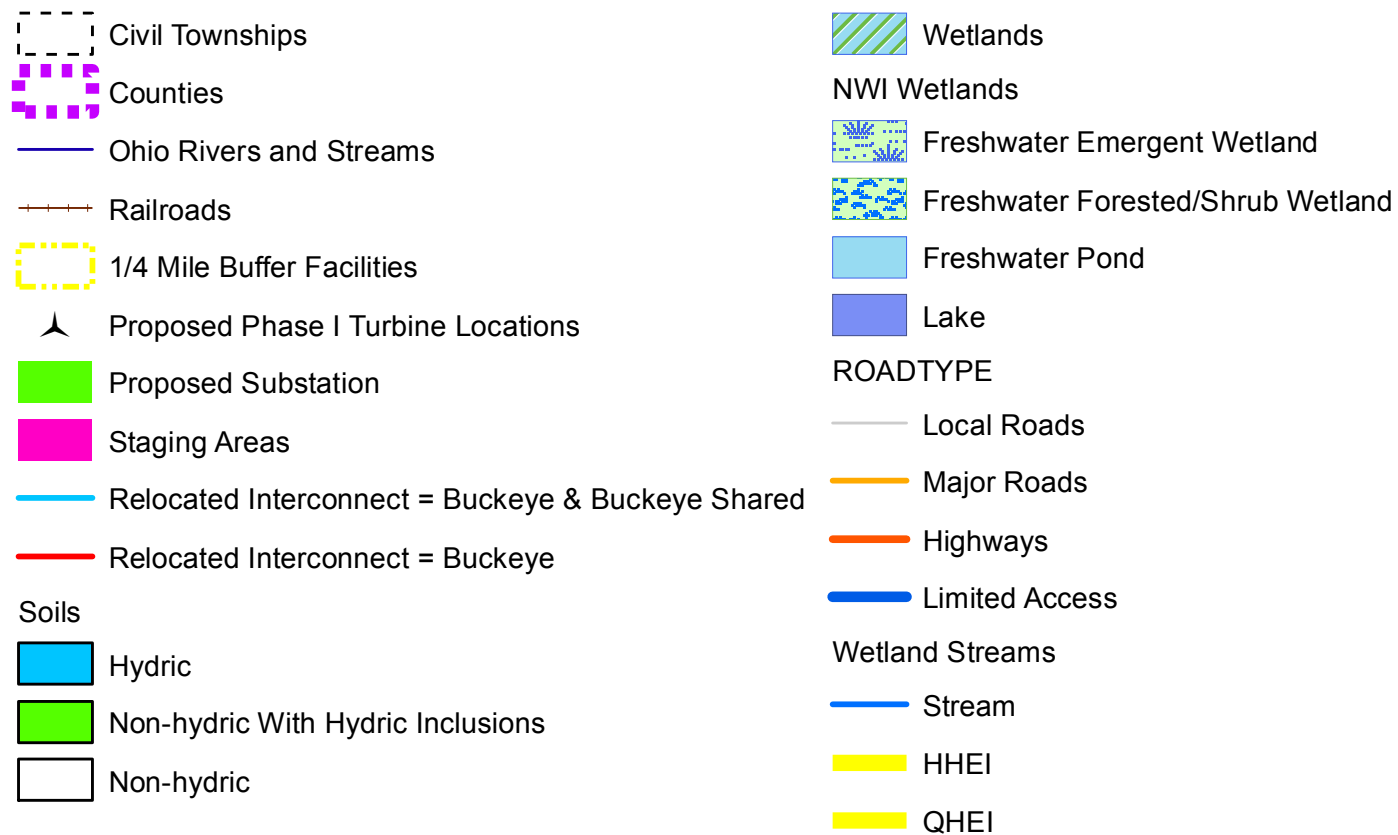 Civil Townships
Counties
Ohio Rivers and Streams
Railroads
1/4 Mile Buffer Facilities
Proposed Phase I Turbine Locations
Proposed Substation
Staging Areas
Relocated Interconnect = Buckeye & Buckeye Shared
Relocated Interconnect = Buckeye
Soils
Hydric
Non-hydric With Hydric Inclusions
Non-hydric
Wetlands
NWI Wetlands
Freshwater Emergent Wetland
Freshwater Forested/Shrub Wetland
Freshwater Pond
Lake
ROADTYPE
Local Roads
Major Roads
Highways
Limited Access
Wetland Streams
Stream
HHEI
QHEI